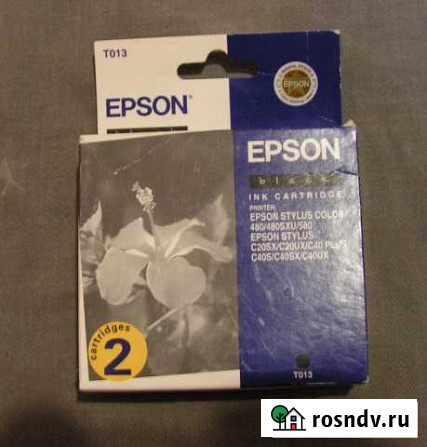 T013
EPSON
EPSON
EPSON
black
INK CARTRIDGE
PRINTER
EPSON STYLUS COLOR
480/480SXU/580
EPSON STYLUS
C20SX/C20UX/C40 PLUS
C40S/C40SX/C40UX
cartridges
2
T013
rosndv.ru